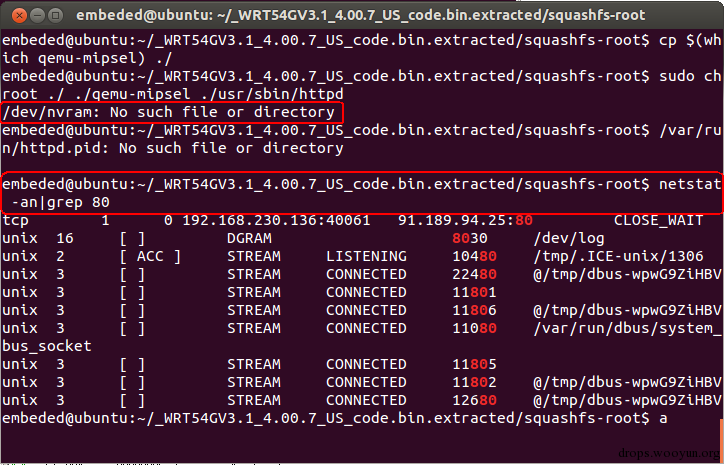 embeded@ubuntu: ~/_WRT54GV3.1_4.00.7_US_code.bin.extracted/squashfs-root
embeded@ubuntu:~/_WRT54GV3.1_4.00.7_US_code.bin.extracted/squashfs-root$ cp $(wh
ich qemu-mipsel) ./
embeded@ubuntu:~/_WRT54GV3.1_4.00.7_US_code.bin.extracted/squashfs-root$ sudo ch
root ./ ./qemu-mipsel ./usr/sbin/httpd
/dev/nvram: No such file or directory
embeded@ubuntu:~/_WRT54GV3.1_4.00.7_US_code.bin.extracted/squashfs-root$ /var/ru
n/httpd.pid: No such file or directory
embeded@ubuntu:~/_WRT54GV3.1_4.00.7_US_code.bin.extracted/squashfs-root$ netstat
-an|grep 80
tcp 1 0 192.168.230.136:40061 91.189.94.25:80 CLOSE_WAIT
unix 16 [ ] DGRAM 8030 /dev/log
unix 2 [ ACC ] STREAM LISTENING 10480 /tmp/.ICE-unix/1306
unix 3 [ ] STREAM CONNECTED 22480 @/tmp/dbus-wpwG9ZiHBV
unix 3 [ ] STREAM CONNECTED 11801
unix 3 [ ] STREAM CONNECTED 11806 @/tmp/dbus-wpwG9ZiHBV
unix 3 [ ] STREAM CONNECTED 11080 /var/run/dbus/system_
bus_socket
unix 3 [ ] STREAM CONNECTED 11805
unix 3 [ ] STREAM CONNECTED 11802 @/tmp/dbus-wpwG9ZiHBV
unix 3 [ ] STREAM CONNECTED 12680 @/tmp/dbus-wpwG9ZiHBV
embeded@ubuntu:~/_WRT54GV3.1_4.00.7_US_code.bin.extracted/squashfs-root$ a
drops.wooyun.org